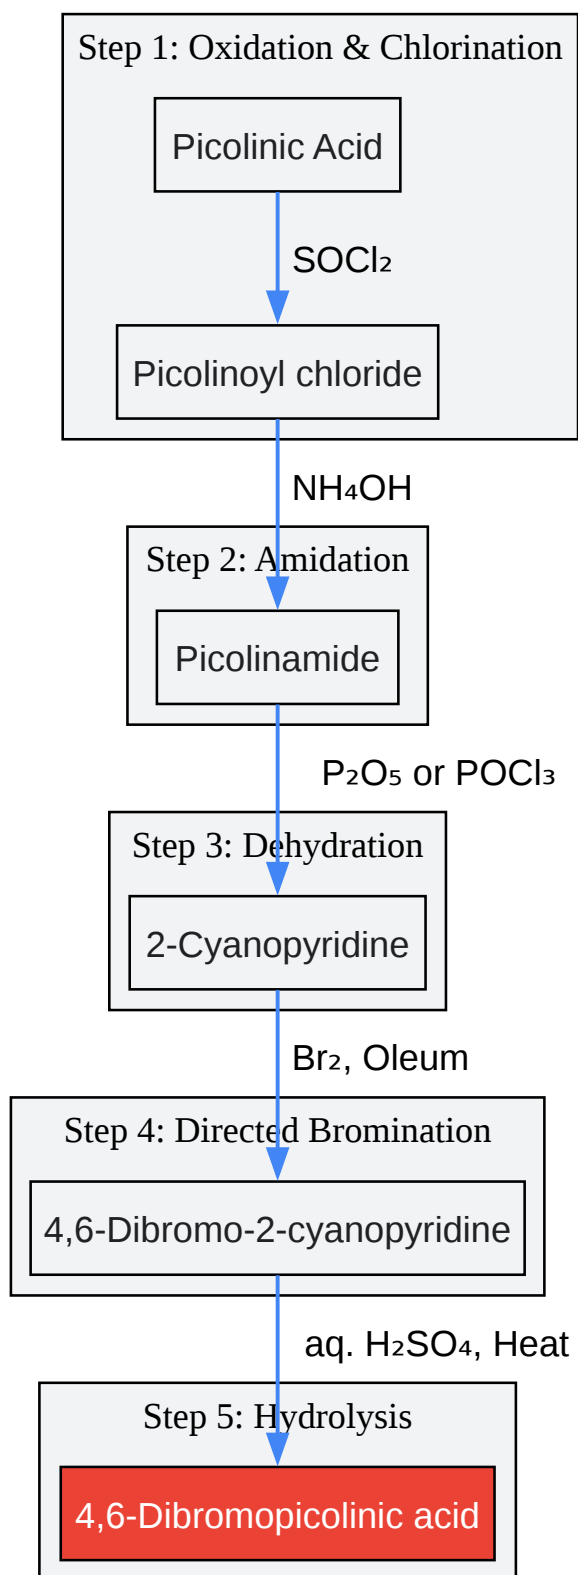 Step 1: Oxidation & Chlorination
Picolinic Acid
SOCl₂
Picolinoyl chloride
NH₄OH
Step 2: Amidation
Picolinamide
P₂O₅ or POCl₃
Step 3: Dehydration
2-Cyanopyridine
Br₂, Oleum
Step 4: Directed Bromination
4,6-Dibromo-2-cyanopyridine
aq. H₂SO₄, Heat
Step 5: Hydrolysis
4,6-Dibromopicolinic acid